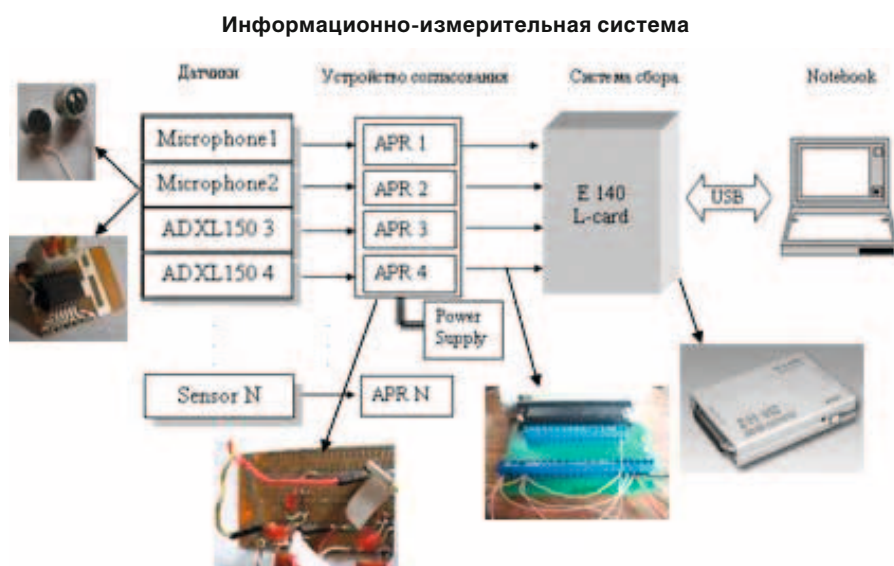 Информационно-измерительная система
Датчики
Устройство согласования
Система сбора
Notebook
Microphone1
Microphone2
ADXL150 3
ADXL150 4
Sensor N
APR 1
APR 2
APR 3
APR 4
APR N
Power
Supply
E 140
L-card
USB